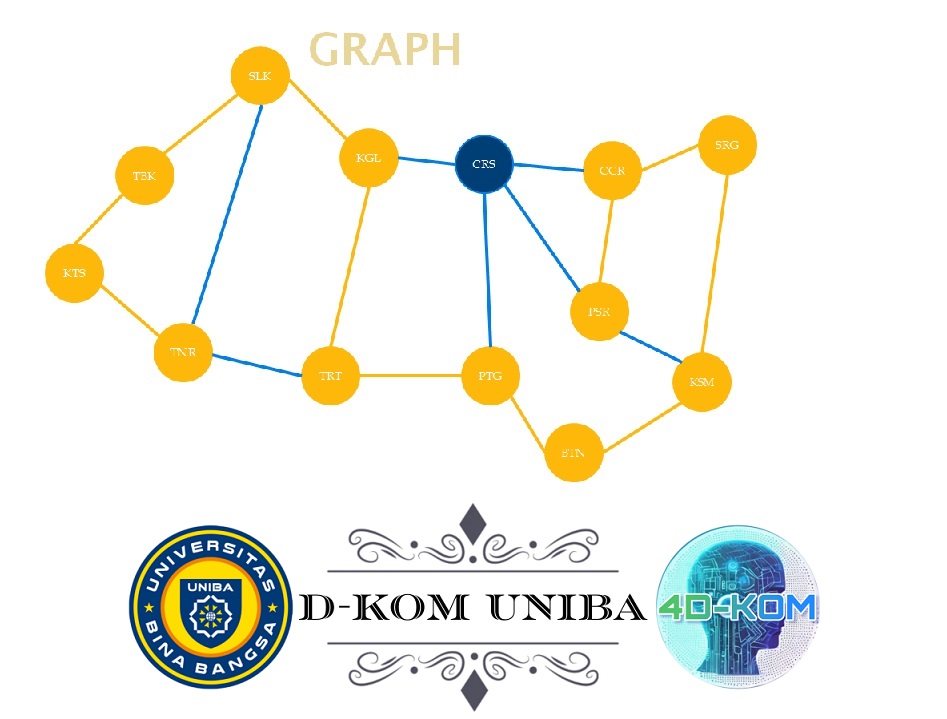 GRAPH
SLK
SRG
KGL
CRS
CCR
TBK
KTS
PSR
TNR
TRT
PTG
KSM
BTN
UNIVERSITAS
UNIBA
BINA BANGSA
D-KOM UNIBA
4D-KOM